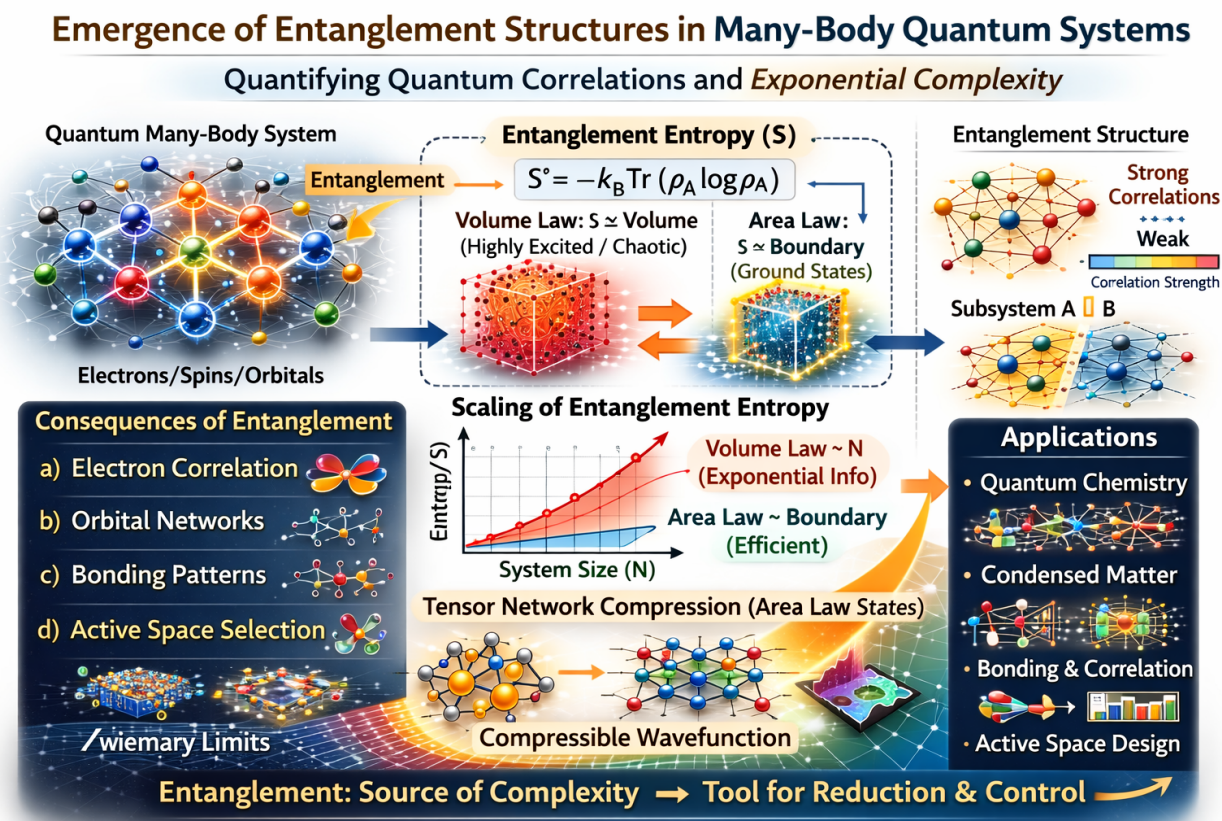 Emergence of Entanglement Structures in Many-Body Quantum Systems
Quantifying Quantum Correlations and Exponential Complexity
Quantum Many-Body System
Entanglement
Electrons/Spins/Orbitals
Entanglement Entropy (S)
S° = −k_B Tr (ρ_A log ρ_A)
Volume Law: S ≃ Volume
(Highly Excited / Chaotic)
Area Law:
S ≃ Boundary
(Ground States)
Entanglement Structure
Strong
Correlations
Weak
Correlation Strength
Subsystem A B
Consequences of Entanglement
a) Electron Correlation
b) Orbital Networks
c) Bonding Patterns
d) Active Space Selection
Limits
Scaling of Entanglement Entropy
System Size (N)
Volume Law ~ N
(Exponential Info)
Area Law ~ Boundary
(Efficient)
Tensor Network Compression (Area Law States)
Compressible Wavefunction
Applications
• Quantum Chemistry
• Condensed Matter
• Bonding & Correlation
• Active Space Design
Entanglement: Source of Complexity → Tool for Reduction & Control